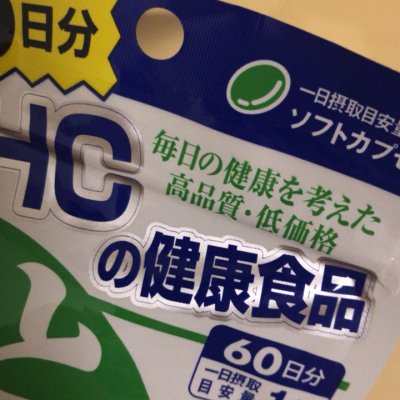 日分
一日摂取目安量
ソフトカプセ
HC
毎日の健康を考えた
高品質・低価格
の健康食品
60日分
一日摂取
目安量